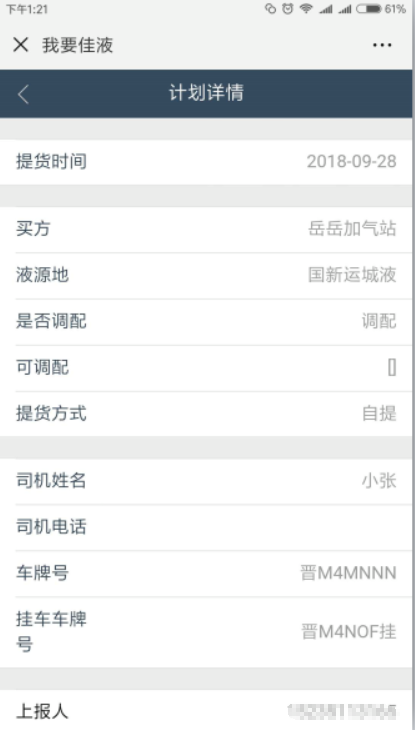 下午1:21
61%
我要佳液
计划详情
提货时间 2018-09-28
买方 岳岳加气站
液源地 国新运城液
是否调配 调配
可调配 []
提货方式 自提
司机姓名 小张
司机电话
车牌号 晋M4MNNN
挂车车牌
号 晋M4NOF挂
上报人